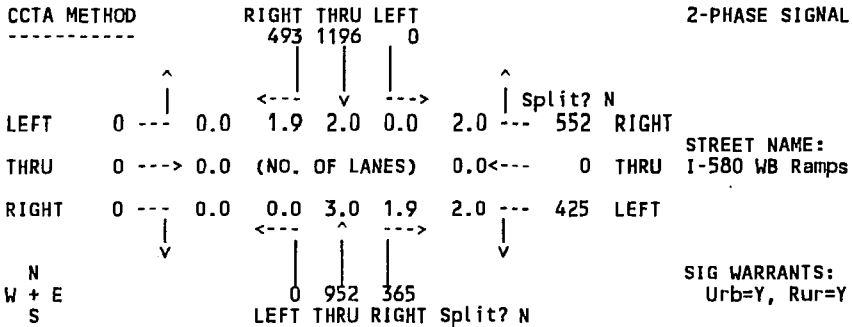 CCTA METHOD RIGHT THRU LEFT 2-PHASE SIGNAL
----------- 493 1196 0
^ | | | ^
| <--- v ---> | Split? N
LEFT 0 --- 0.0 1.9 2.0 0.0 2.0 --- 552 RIGHT
STREET NAME:
THRU 0 ---> 0.0 (NO. OF LANES) 0.0<--- 0 THRU I-580 WB Ramps
RIGHT 0 --- 0.0 0.0 3.0 1.9 2.0 --- 425 LEFT
| <--- ^ ---> |
v | | | v
N SIG WARRANTS:
W + E 0 952 365 Urb=Y, Rur=Y
S LEFT THRU RIGHT Split? N